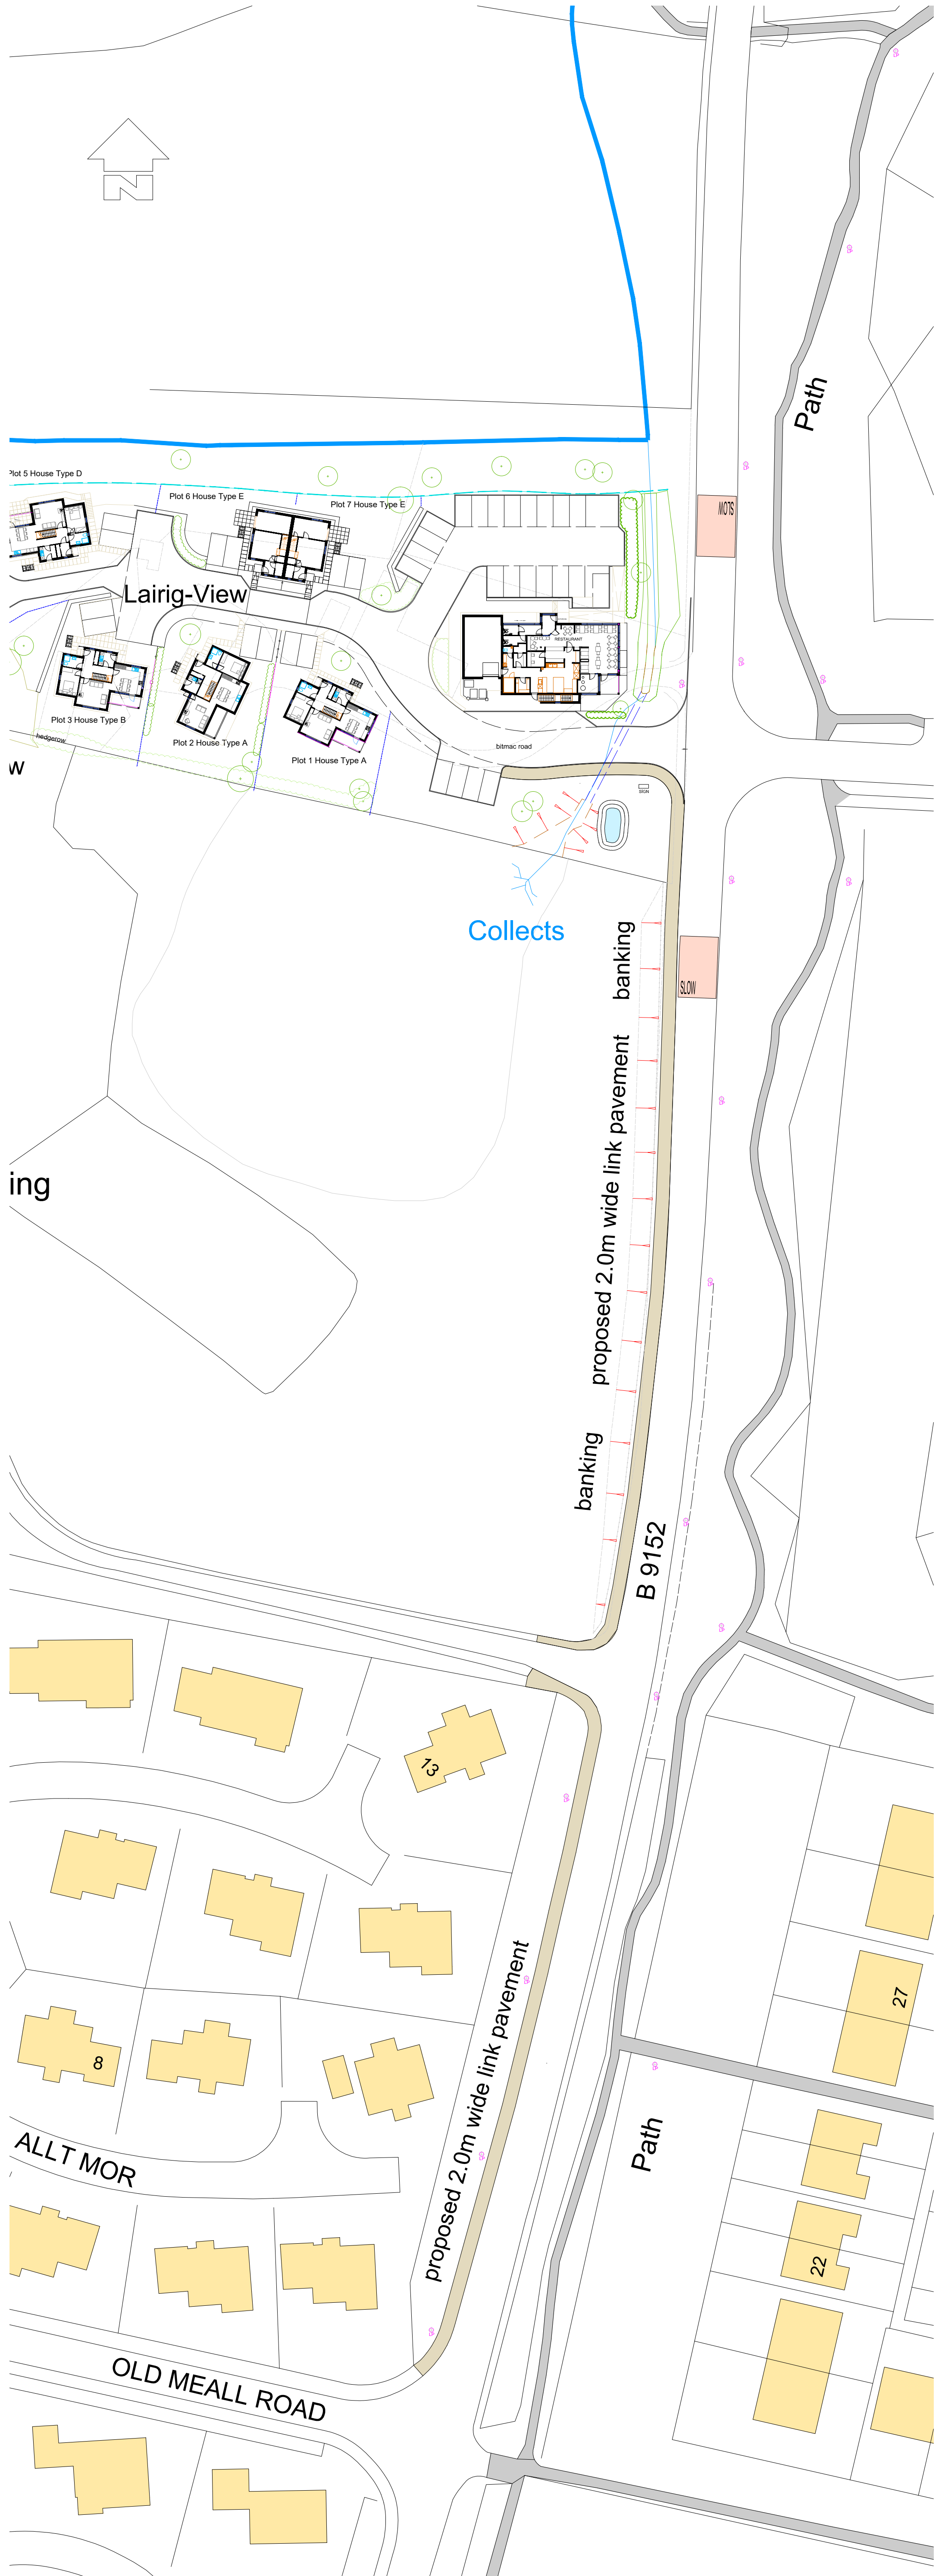 N
Path
SLOW
Plot 5 House Type D
Plot 6 House Type E
Plot 7 House Type E
Lairig-View
RESTAURANT
Plot 3 House Type B
Plot 2 House Type A
Plot 1 House Type A
hedgerow
w
bitmac road
SIGN
Collects
banking
SLOW
proposed 2.0m wide link pavement
ing
banking
B 9152
13
proposed 2.0m wide link pavement
27
8
Path
ALLT MOR
22
OLD MEALL ROAD